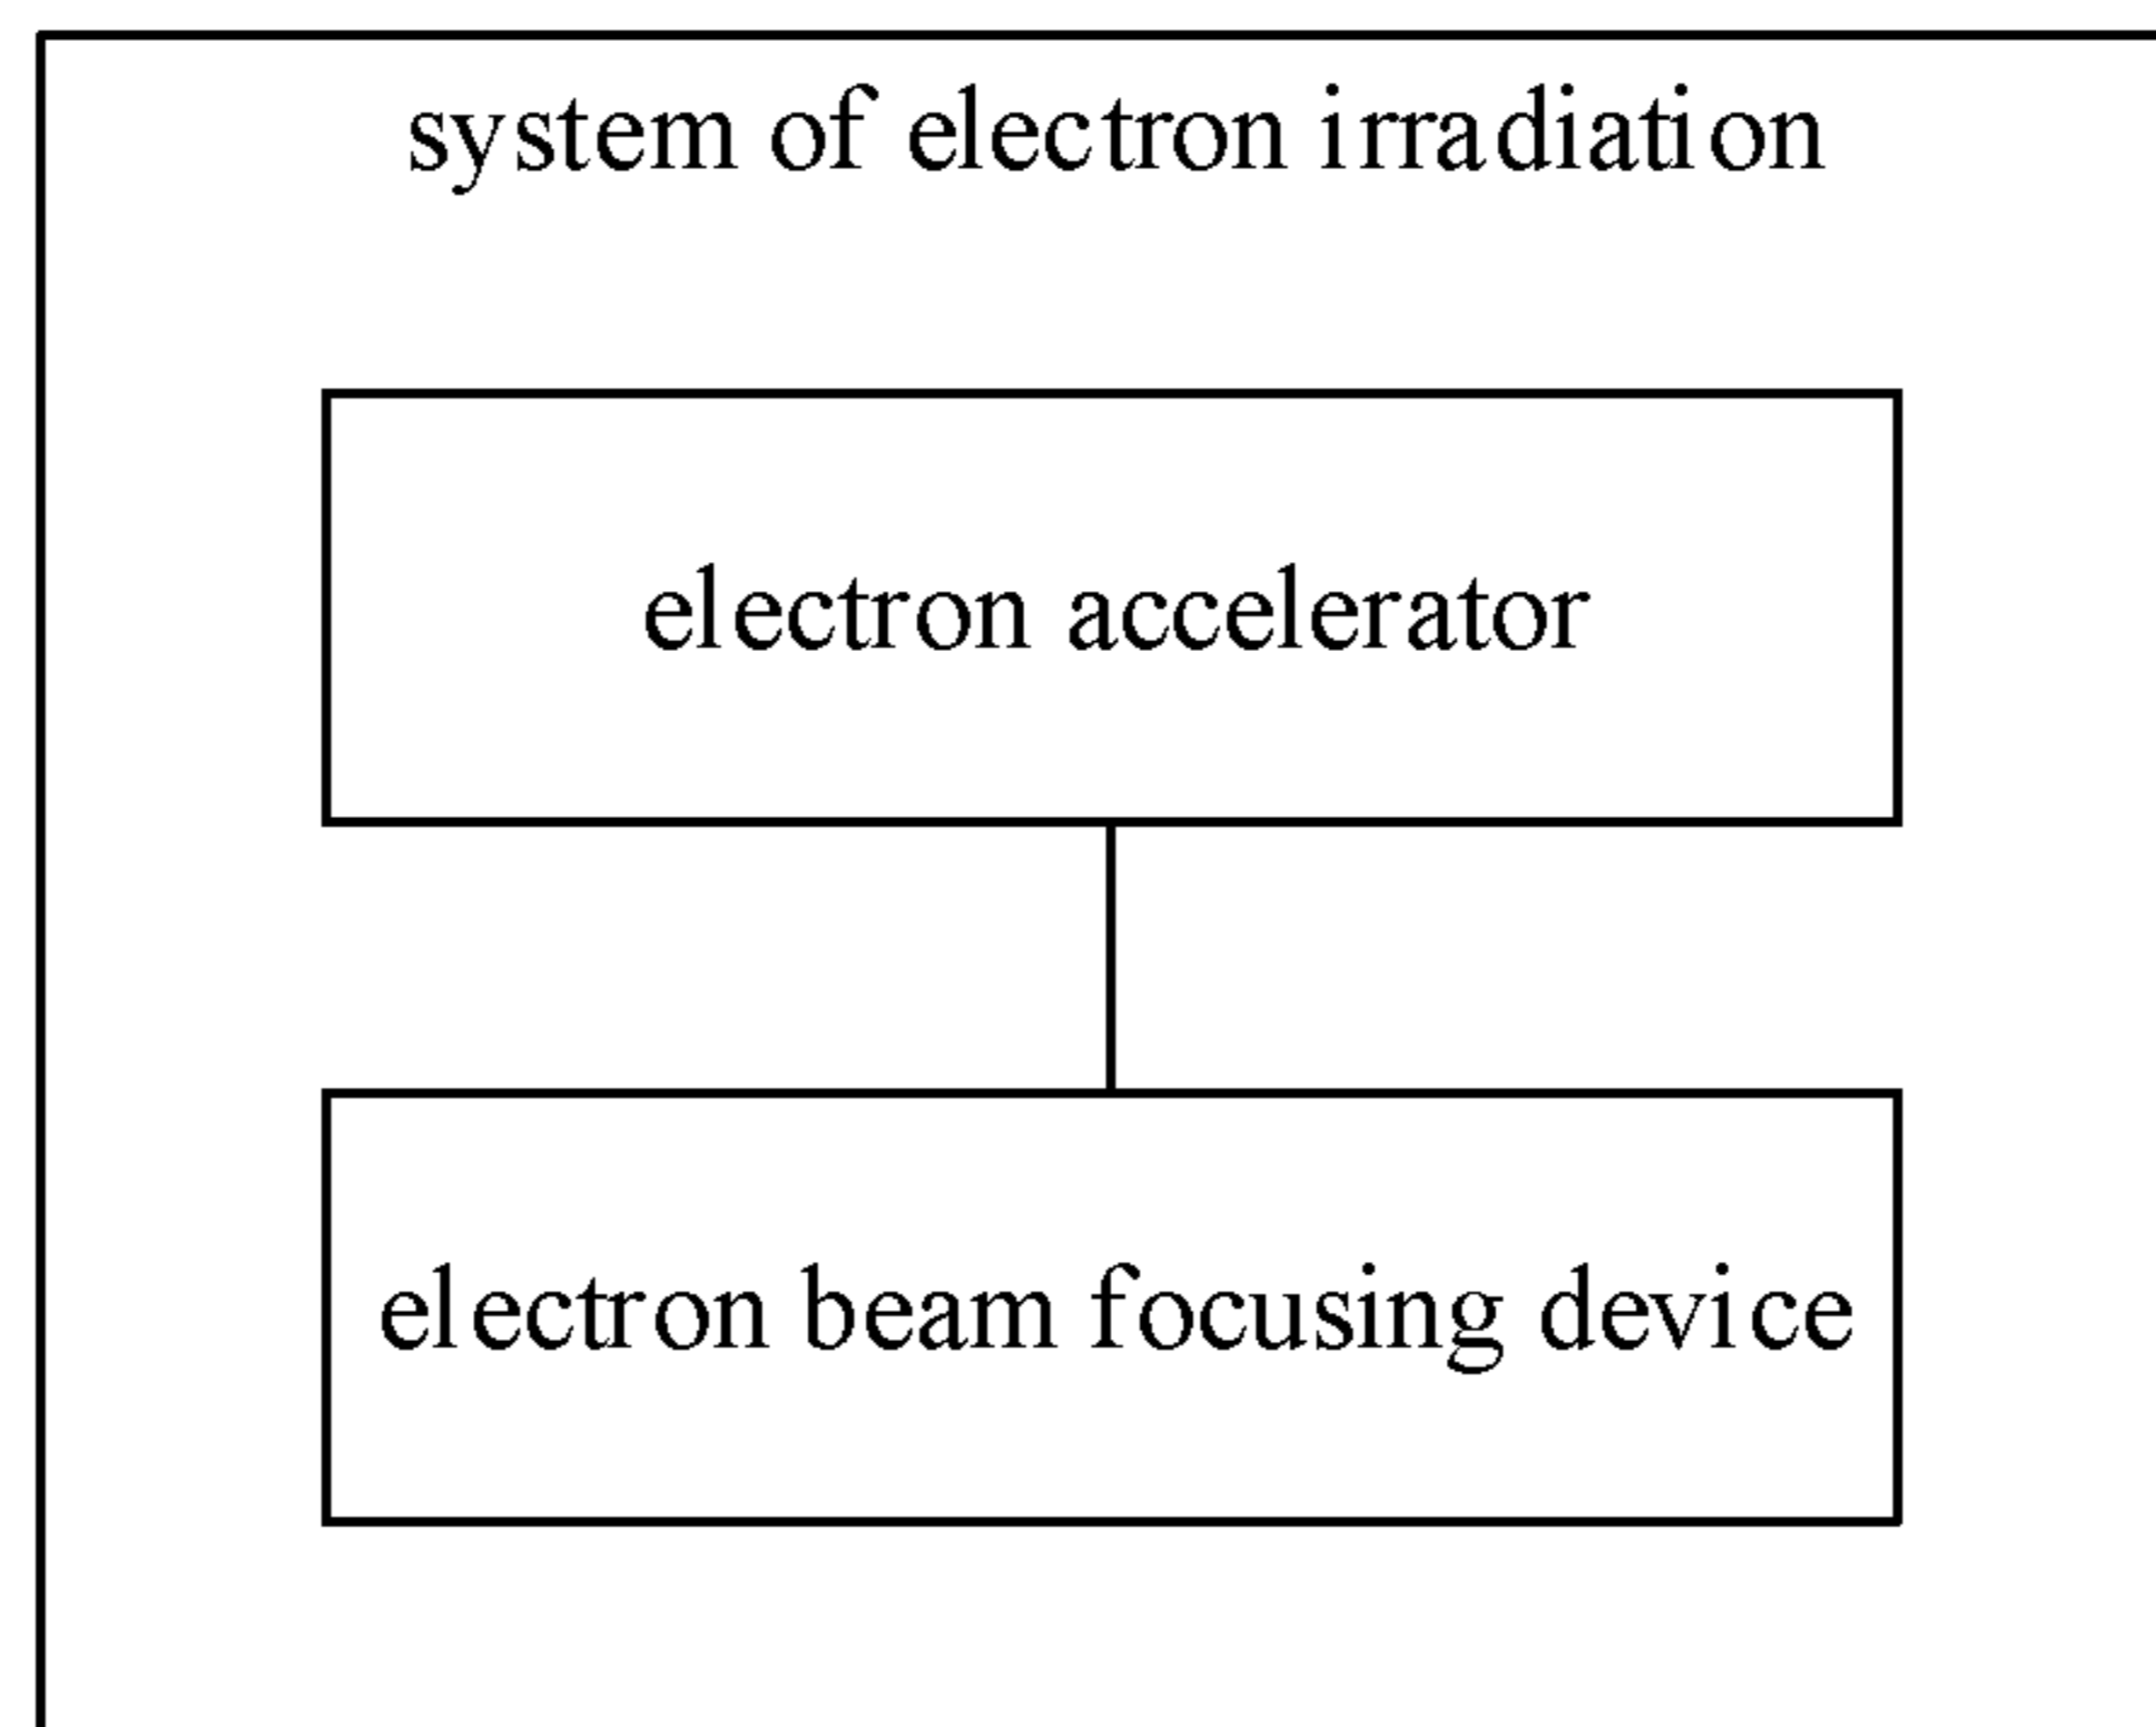 system of electron irradiation
electron accelerator
electron beam focusing device